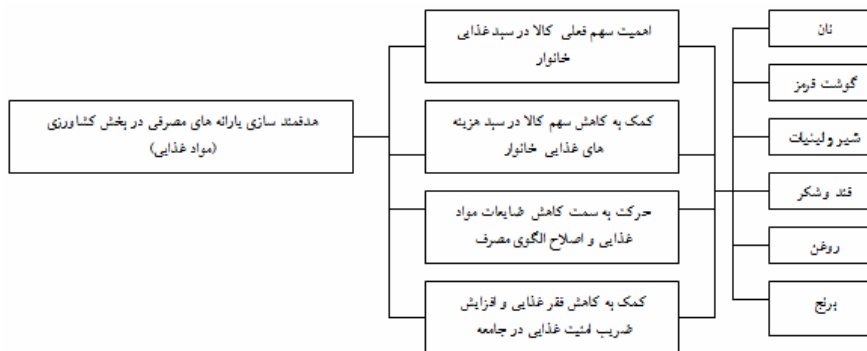 هدفمند سازی یارانه های مصرفی در بخش کشاورزی
(مواد غذایی)
اهمیت سهم فعلی کالا در سبد غذایی
خانوار
کمک به کاهش سهم کالا در سبد هزینه
های غذایی خانوار
حرکت به سمت کاهش ضایعات مواد
غذایی و اصلاح الگوی مصرف
کمک به کاهش فقر غذایی و افزایش
ضریب امنیت غذایی در جامعه
نان
گوشت قرمز
شیر ولبنیات
قند وشکر
روغن
برنج